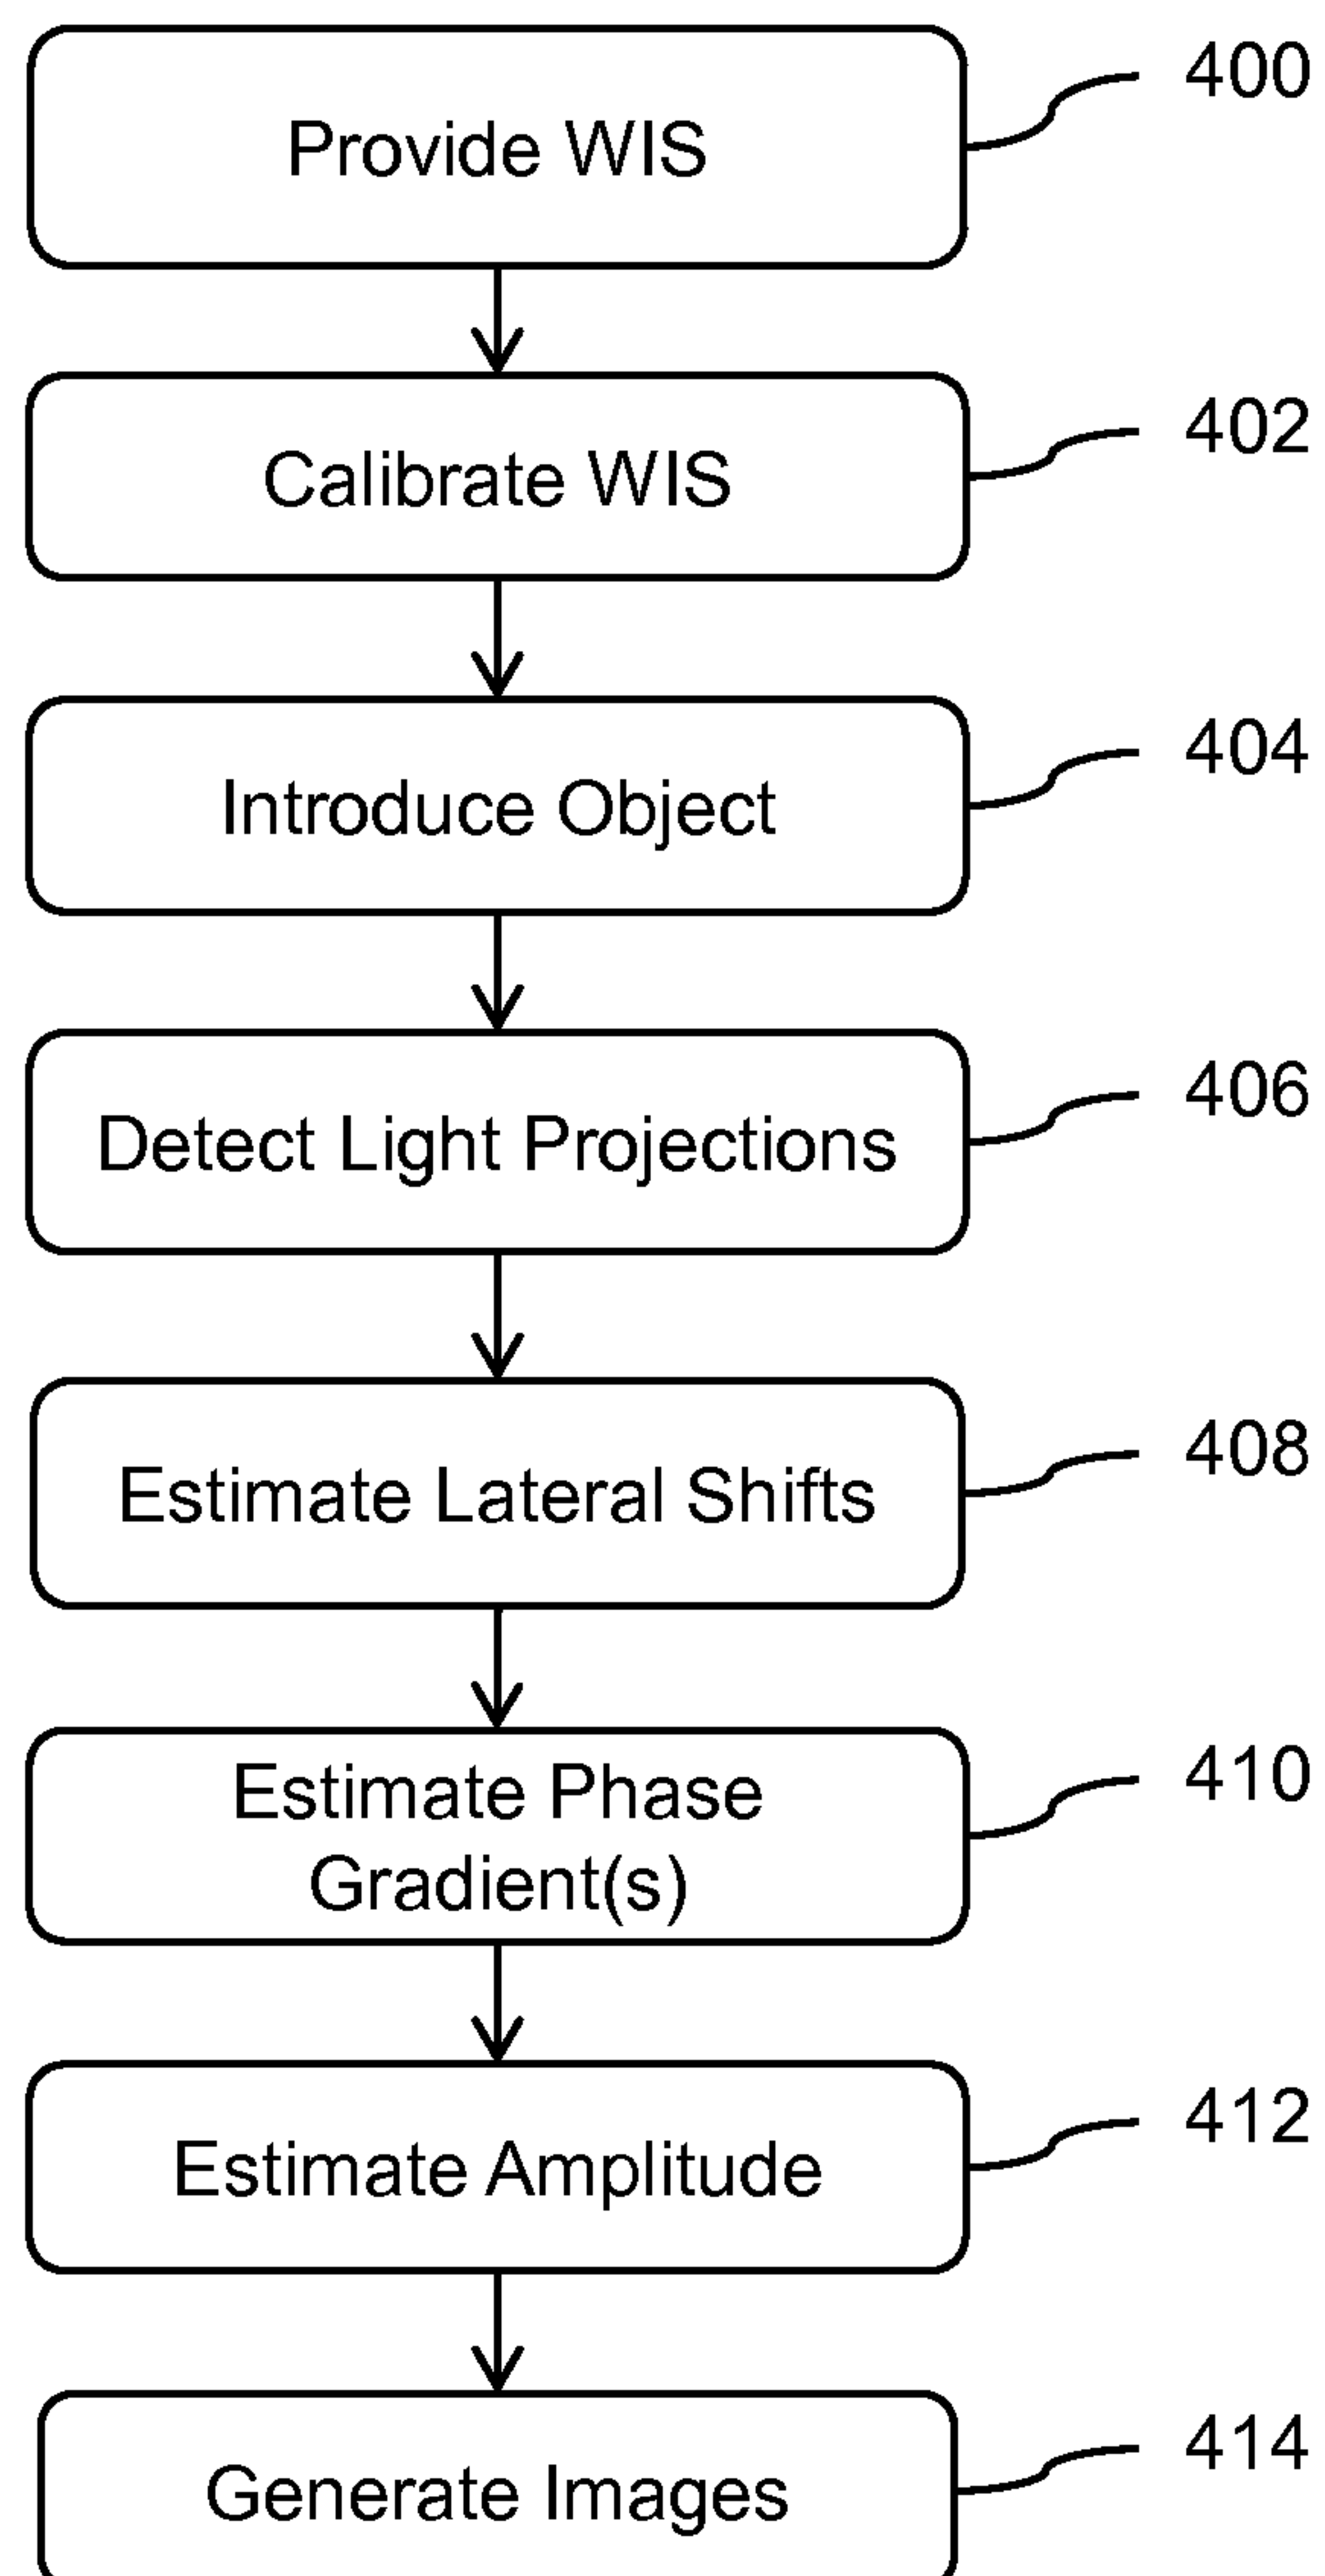 Provide WIS
400
Calibrate WIS
402
Introduce Object
404
Detect Light Projections
406
Estimate Lateral Shifts
408
Estimate Phase
Gradient(s)
410
Estimate Amplitude
412
Generate Images
414